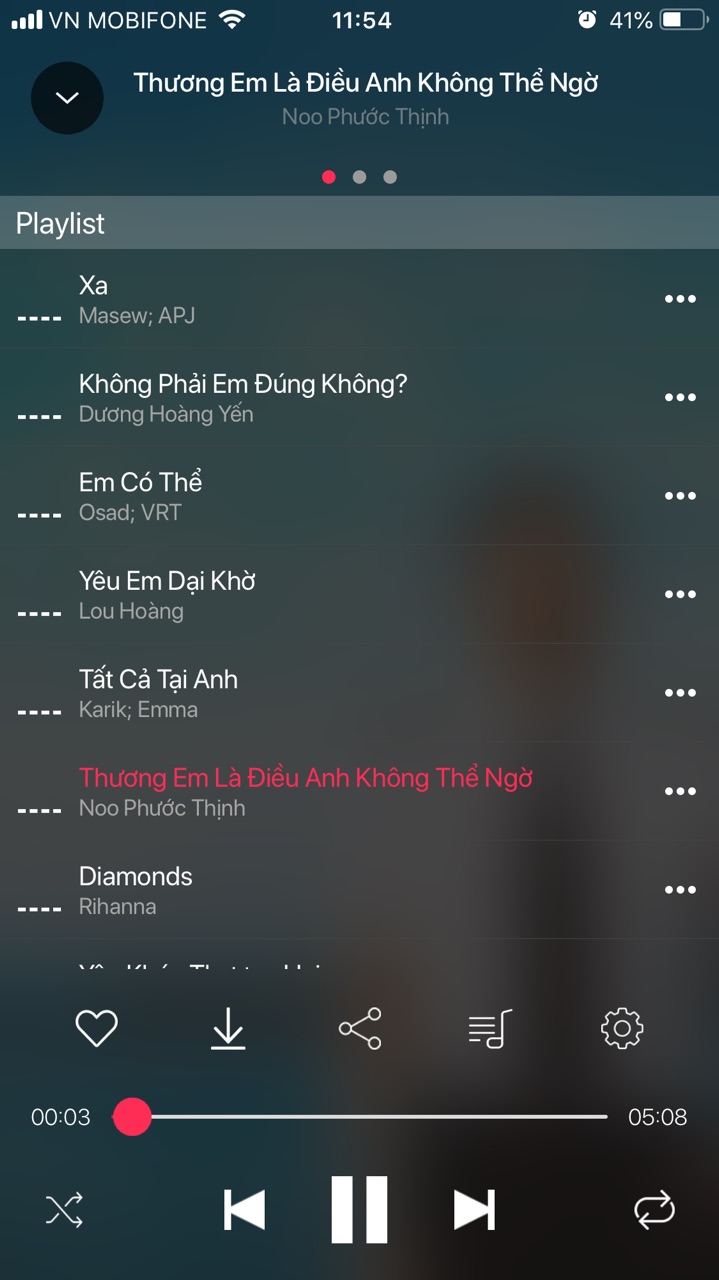 VN MOBIFONE 11:54 41%
Thương Em Là Điều Anh Không Thể Ngờ
Noo Phước Thịnh
Playlist
Xa
Masew; APJ
Không Phải Em Đúng Không?
Dương Hoàng Yến
Em Có Thể
Osad; VRT
Yêu Em Dại Khờ
Lou Hoàng
Tất Cả Tại Anh
Karik; Emma
Thương Em Là Điều Anh Không Thể Ngờ
Noo Phước Thịnh
Diamonds
Rihanna
00:03 05:08